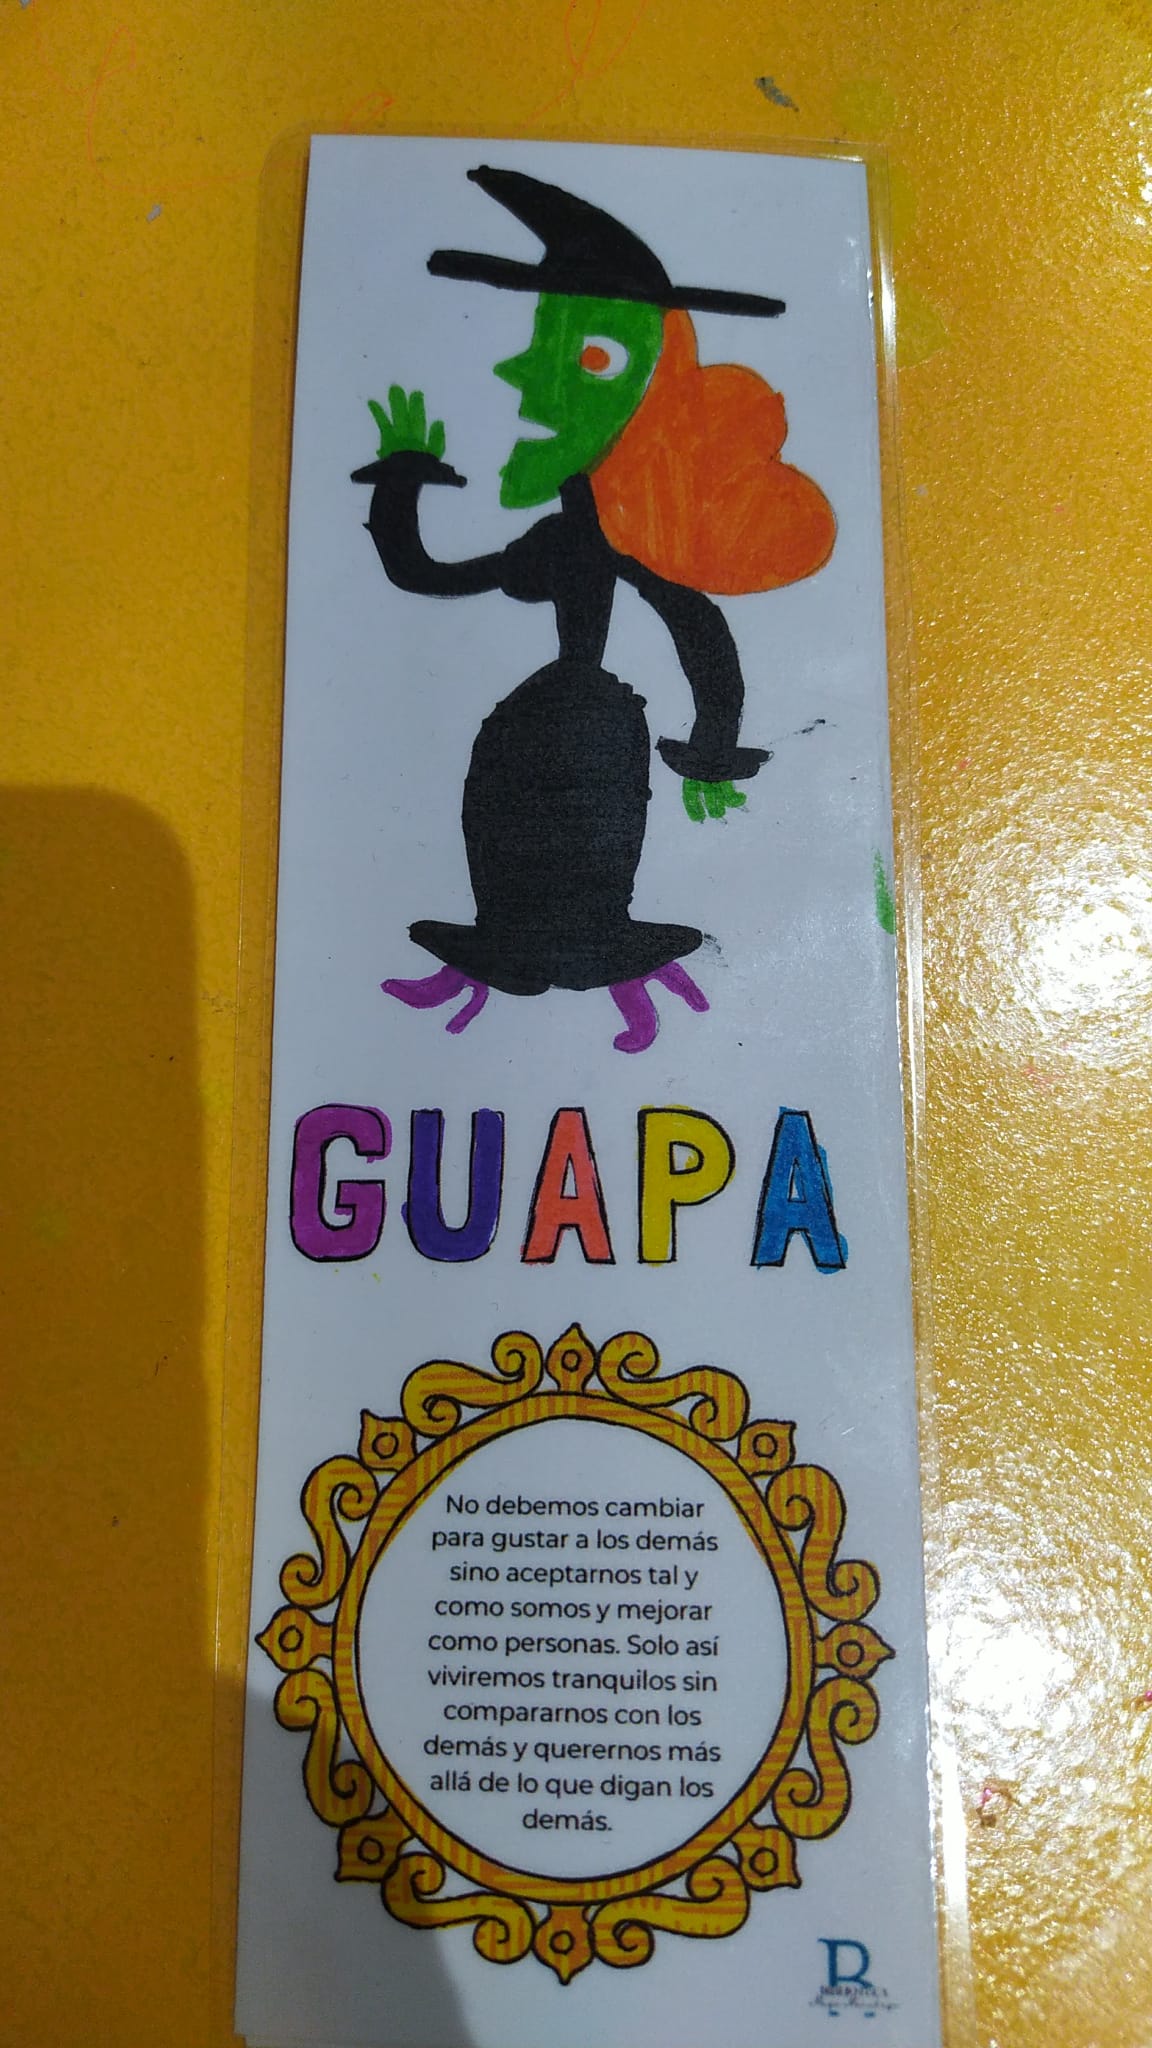 GUAPA
No debemos cambiar
para gustar a los demás
sino aceptarnos tal y
como somos y mejorar
como personas. Solo así
viviremos tranquilos sin
compararnos con los
demás y querernos más
allá de lo que digan los
demás.
B
BIBLIOTECA